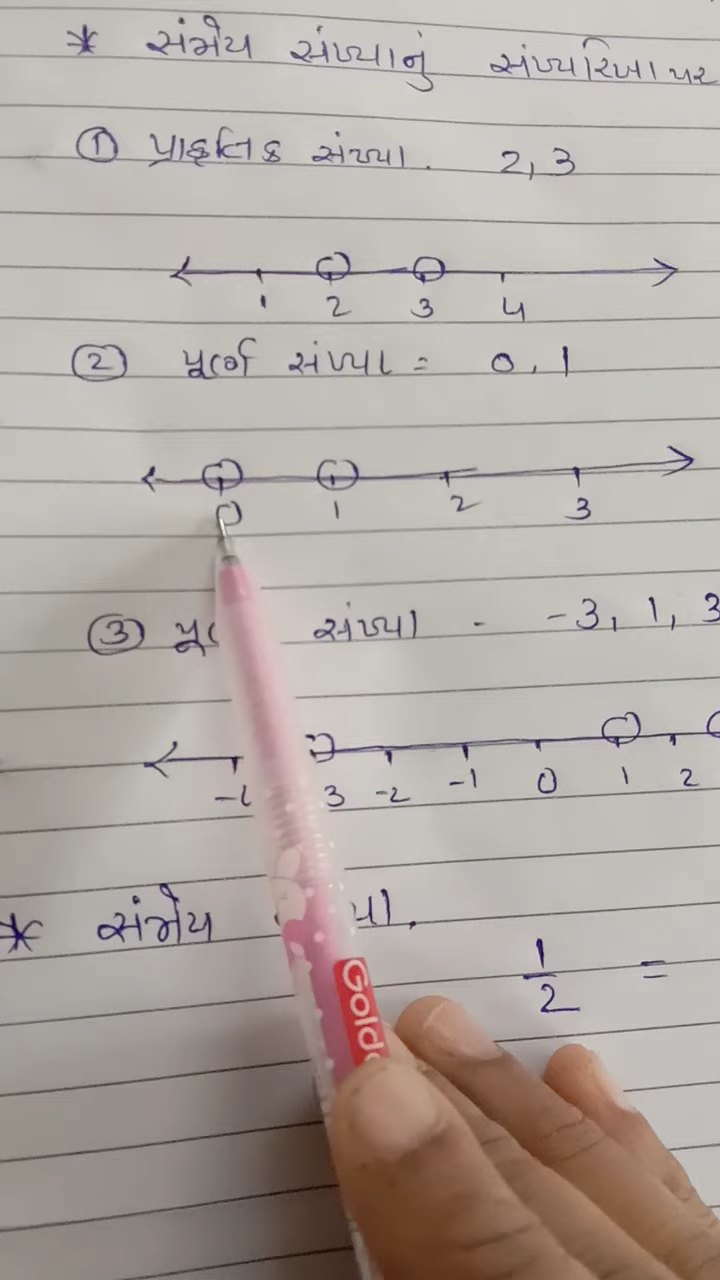 * સંમેય સંખ્યાનું સંખ્યારેખા પર
① પ્રાકૃતિક સંખ્યા. 2, 3
1 2 3 4
② પૂર્ણ સંખ્યા = 0, 1
0 1 2 3
③ સંખ્યા - -3, 1, 3
3 -2 -1 0 1 2
* સંમેય
1/2 =